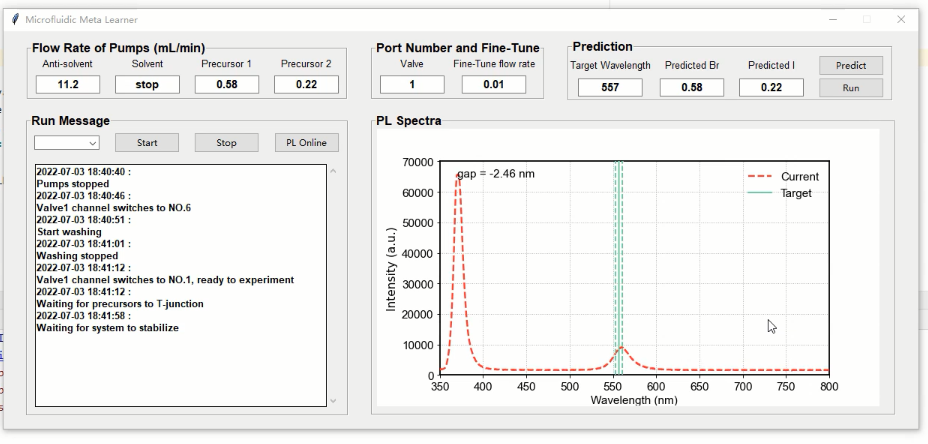 Microfluidic Meta Learner
Flow Rate of Pumps (mL/min)
Anti-solvent Solvent Precursor 1 Precursor 2
11.2 stop 0.58 0.22
Port Number and Fine-Tune
Valve Fine-Tune flow rate
1 0.01
Prediction
Target Wavelength Predicted Br Predicted I Predict
557 0.58 0.22 Run
Run Message
Start Stop PL Online
2022-07-03 18:40:40 :
Pumps stopped
2022-07-03 18:40:46 :
Valve1 channel switches to NO.6
2022-07-03 18:40:51 :
Start washing
2022-07-03 18:41:01 :
Washing stopped
2022-07-03 18:41:12 :
Valve1 channel switches to NO.1, ready to experiment
2022-07-03 18:41:12 :
Waiting for precursors to T-junction
2022-07-03 18:41:58 :
Waiting for system to stabilize
PL Spectra
gap = -2.46 nm
Current
Target
Intensity (a.u.)
70000
60000
50000
40000
30000
20000
10000
0
350 400 450 500 550 600 650 700 750 800
Wavelength (nm)